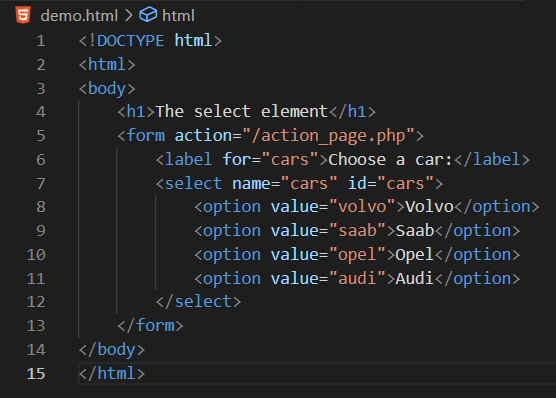 demo.html > html
1 <!DOCTYPE html>
2 <html>
3 <body>
4     <h1>The select element</h1>
5     <form action="/action_page.php">
6         <label for="cars">Choose a car:</label>
7         <select name="cars" id="cars">
8             <option value="volvo">Volvo</option>
9             <option value="saab">Saab</option>
10             <option value="opel">Opel</option>
11             <option value="audi">Audi</option>
12         </select>
13     </form>
14 </body>
15 </html>